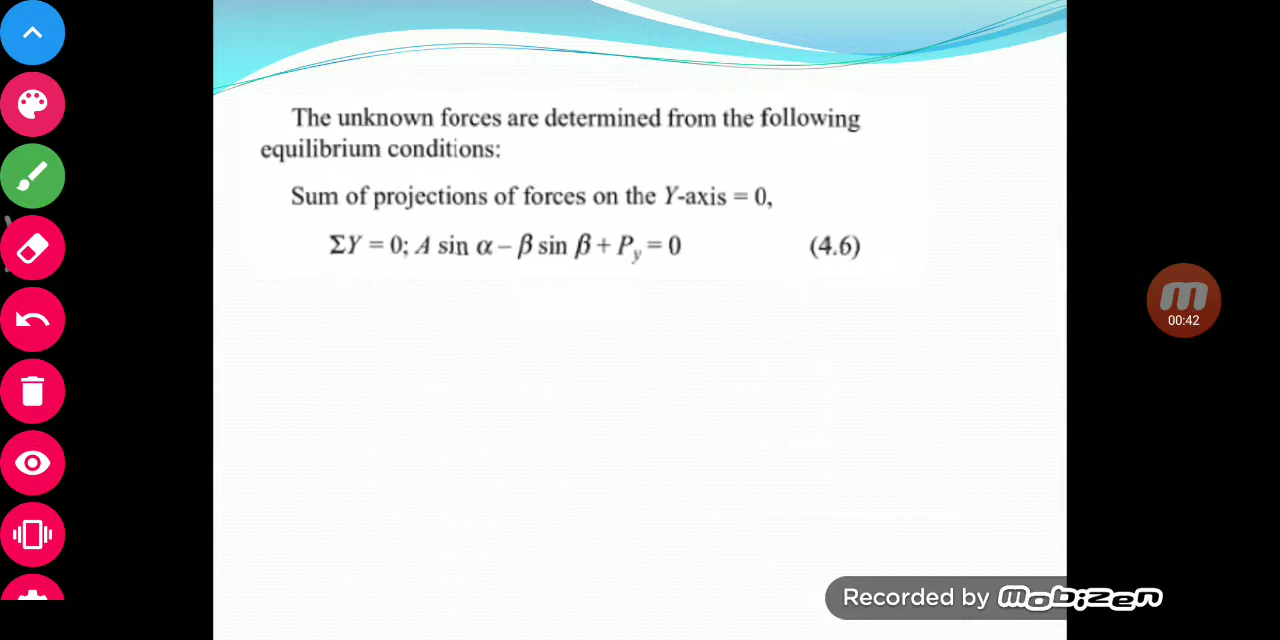 The unknown forces are determined from the following
equilibrium conditions:
Sum of projections of forces on the Y-axis = 0,
ΣY = 0; A sin α – β sin β + Py = 0 (4.6)
00:42
Recorded by mobizen